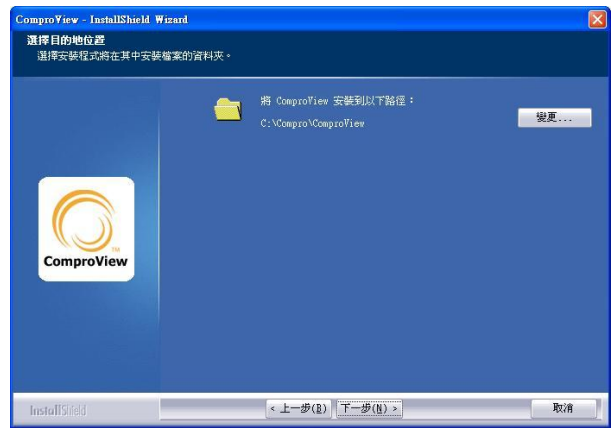 ComproView - InstallShield Wizard
選擇目的地位置
選擇安裝程式將在其中安裝檔案的資料夾。
將 ComproView 安裝到以下路徑：
C:\Compro\ComproView
變更...
TM
ComproView
InstallShield
< 上一步(B)
下一步(N) >
取消